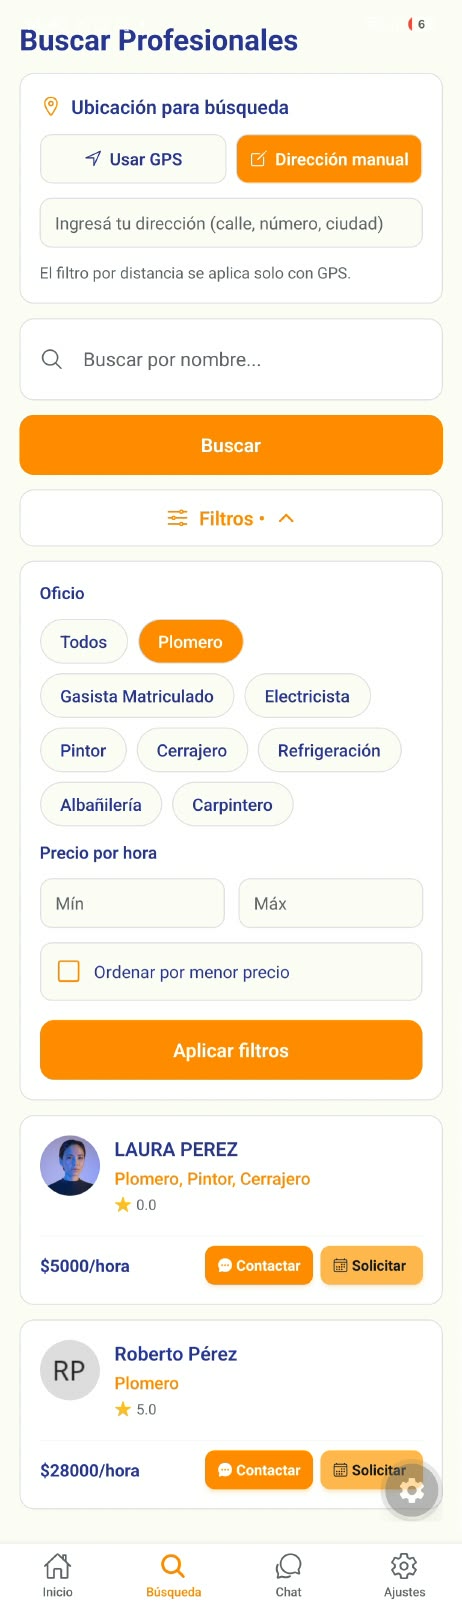 6
Buscar Profesionales
Ubicación para búsqueda
Usar GPS
Dirección manual
Ingresá tu dirección (calle, número, ciudad)
El filtro por distancia se aplica solo con GPS.
Buscar por nombre...
Buscar
Filtros •
Oficio
Todos Plomero
Gasista Matriculado Electricista
Pintor Cerrajero Refrigeración
Albañilería Carpintero
Precio por hora
Mín Máx
Ordenar por menor precio
Aplicar filtros
LAURA PEREZ
Plomero, Pintor, Cerrajero
0.0
$5000/hora Contactar Solicitar
RP
Roberto Pérez
Plomero
5.0
$28000/hora Contactar Solicitar
Inicio Búsqueda Chat Ajustes